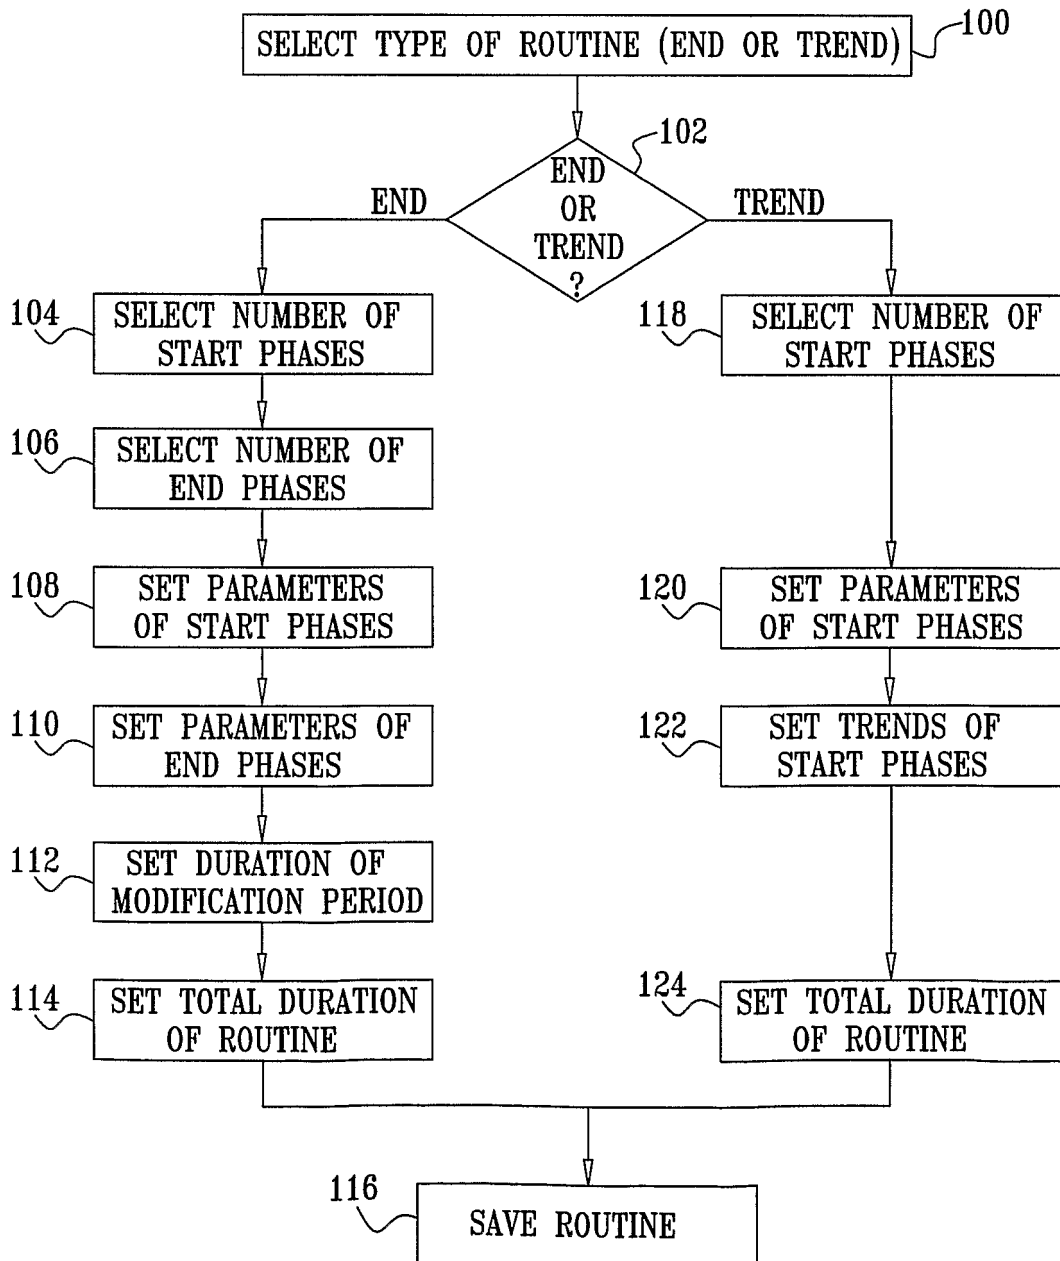 SELECT TYPE OF ROUTINE (END OR TREND)
100
102
END
OR
TREND
?
END
TREND
104
SELECT NUMBER OF
START PHASES
106
SELECT NUMBER OF
END PHASES
108
SET PARAMETERS
OF START PHASES
110
SET PARAMETERS OF
END PHASES
112
SET DURATION OF
MODIFICATION PERIOD
114
SET TOTAL DURATION
OF ROUTINE
118
SELECT NUMBER OF
START PHASES
120
SET PARAMETERS
OF START PHASES
122
SET TRENDS OF
START PHASES
124
SET TOTAL DURATION
OF ROUTINE
116
SAVE ROUTINE